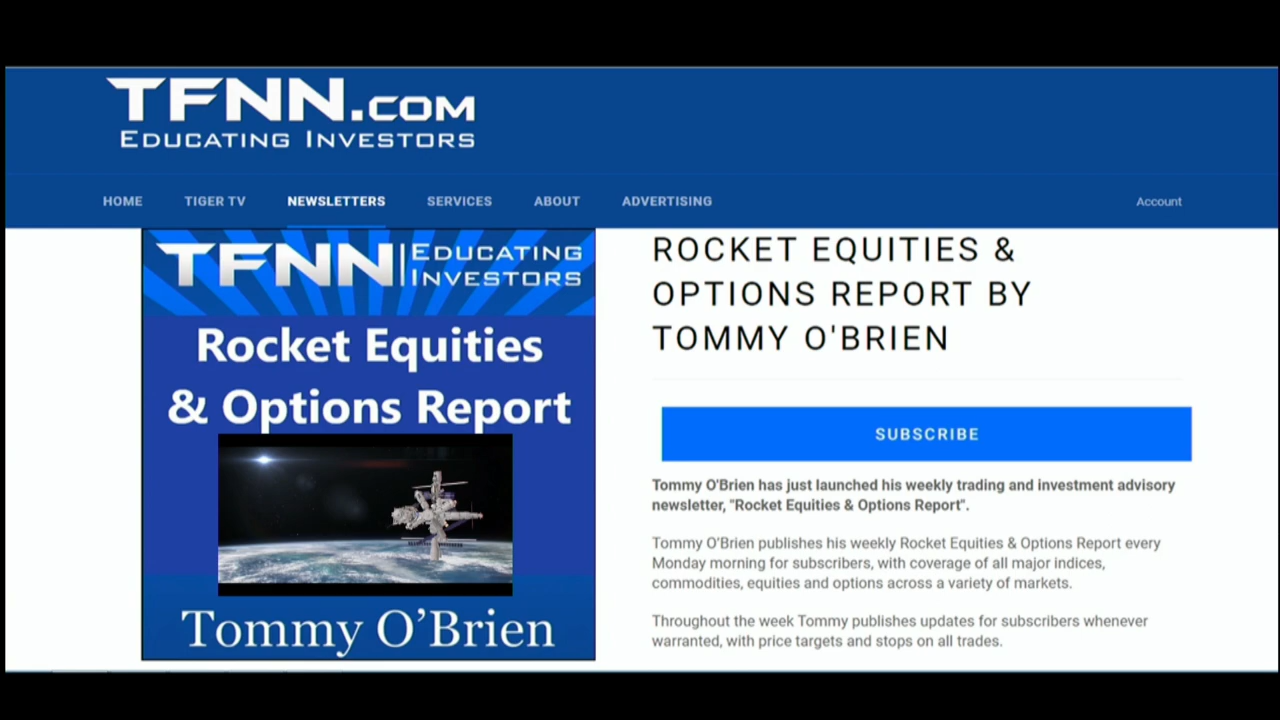 TFNN.COM
EDUCATING INVESTORS
HOME TIGER TV NEWSLETTERS SERVICES ABOUT ADVERTISING Account
TFNN EDUCATING
INVESTORS
Rocket Equities
& Options Report
Tommy O’Brien
ROCKET EQUITIES &
OPTIONS REPORT BY
TOMMY O'BRIEN
SUBSCRIBE
Tommy O'Brien has just launched his weekly trading and investment advisory
newsletter, "Rocket Equities & Options Report".
Tommy O'Brien publishes his weekly Rocket Equities & Options Report every
Monday morning for subscribers, with coverage of all major indices,
commodities, equities and options across a variety of markets.
Throughout the week Tommy publishes updates for subscribers whenever
warranted, with price targets and stops on all trades.